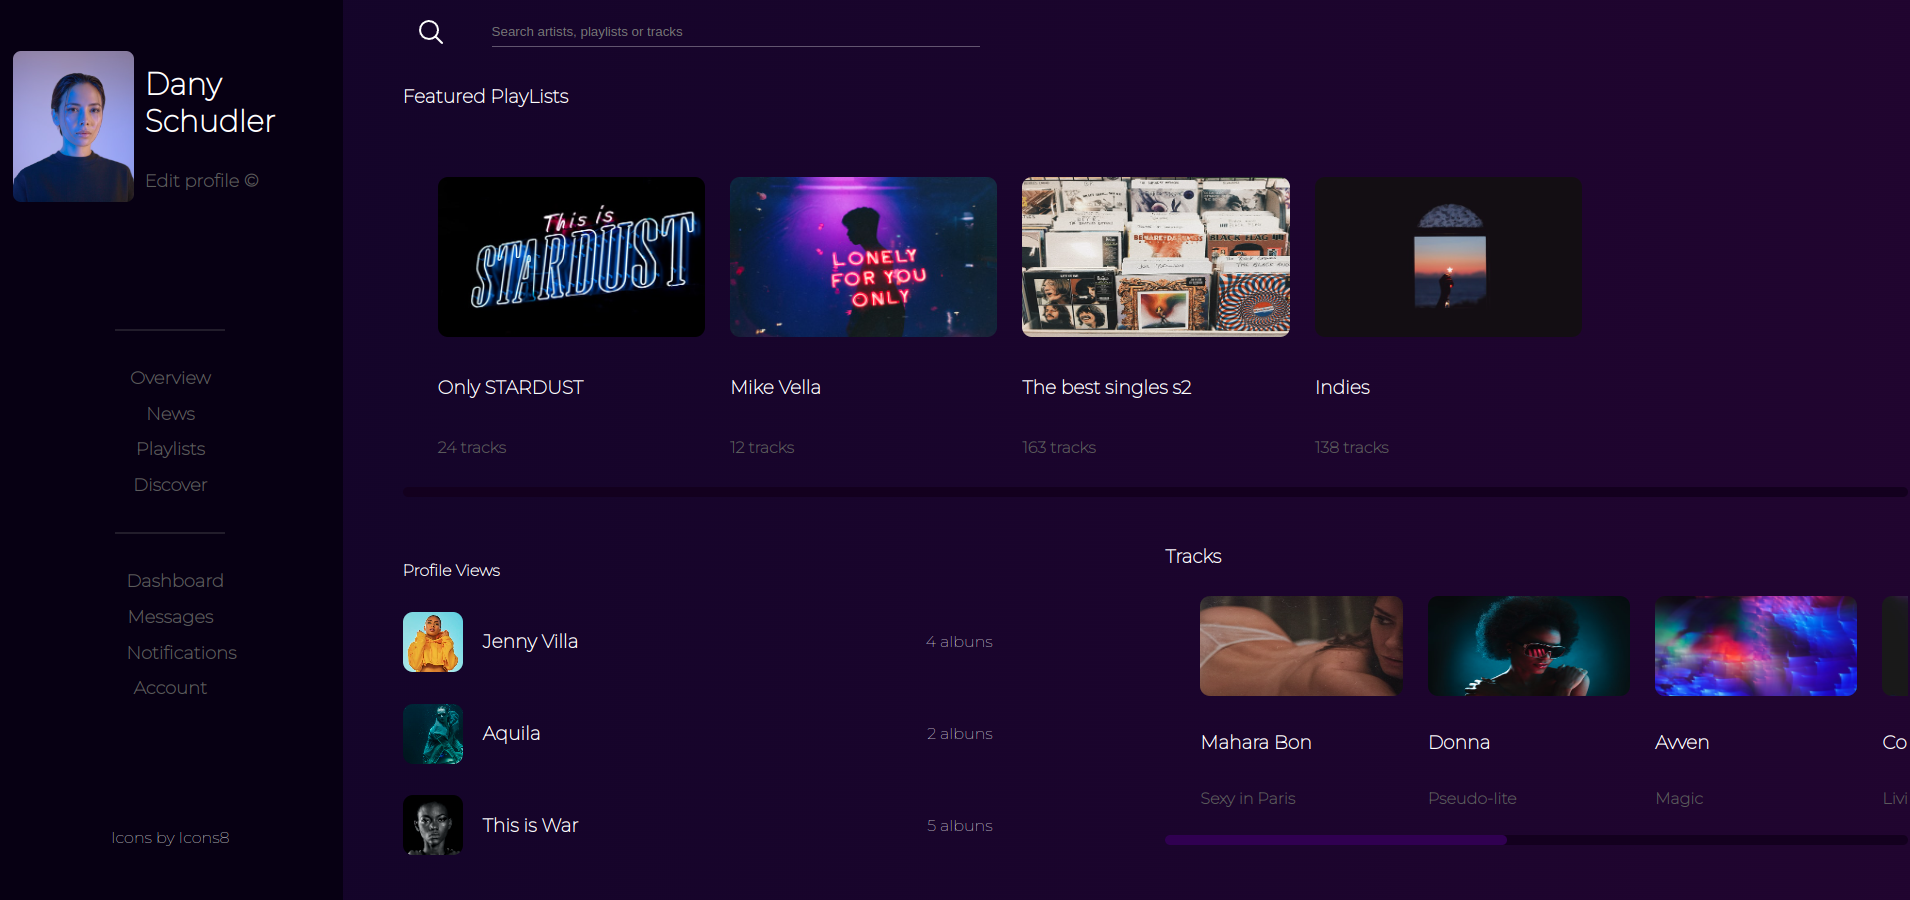 Dany
Schudler
Edit profile ©
Overview
News
Playlists
Discover
Dashboard
Messages
Notifications
Account
Icons by Icons8
Search artists, playlists or tracks
Featured PlayLists
This is
STARDUST
LONELY
FOR YOU
ONLY
BLACK FLAG
Only STARDUST
Mike Vella
The best singles s2
Indies
24 tracks
12 tracks
163 tracks
138 tracks
Profile Views
Jenny Villa
4 albuns
Aquila
2 albuns
This is War
5 albuns
Tracks
Mahara Bon
Donna
Avven
Co
Sexy in Paris
Pseudo-lite
Magic
Livi